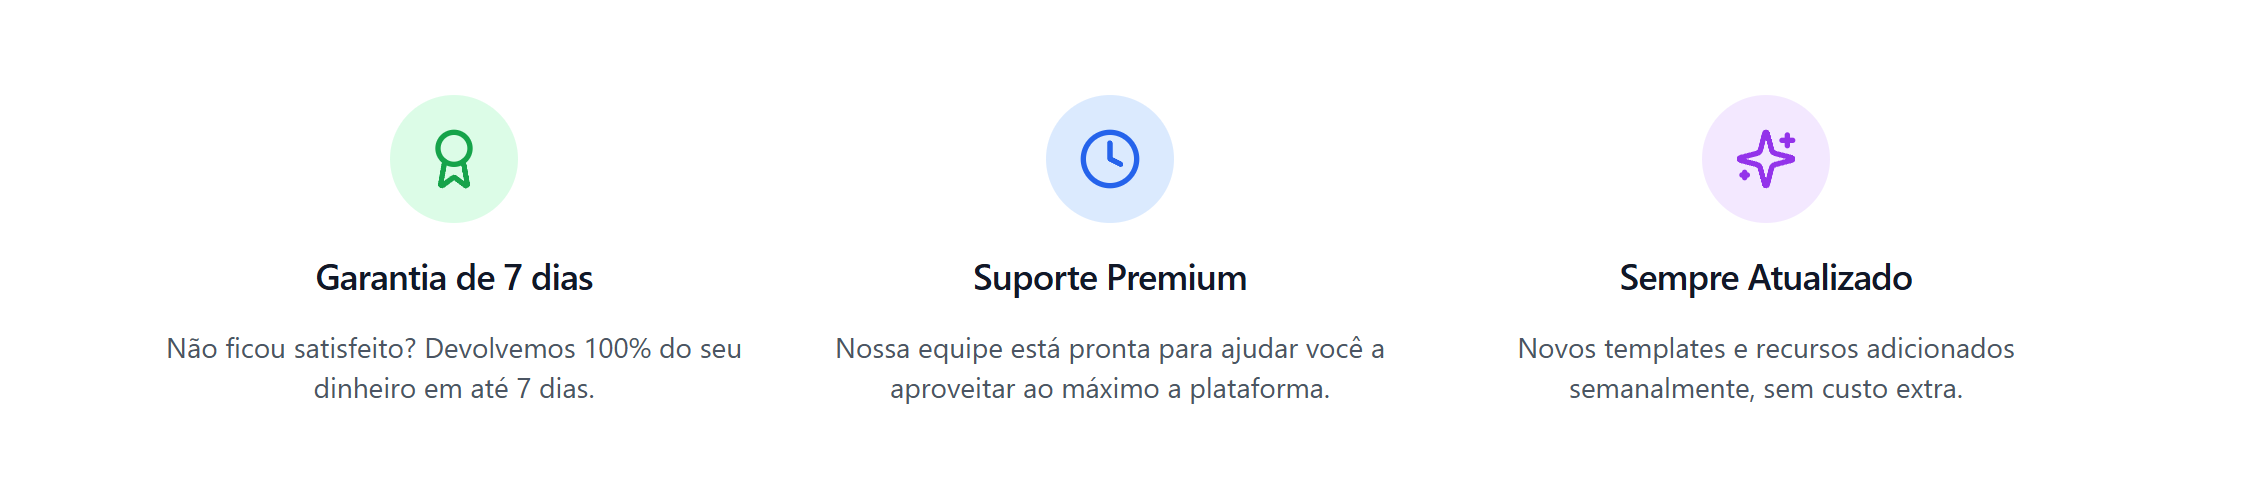 Garantia de 7 dias
Não ficou satisfeito? Devolvemos 100% do seu
dinheiro em até 7 dias.
Suporte Premium
Nossa equipe está pronta para ajudar você a
aproveitar ao máximo a plataforma.
Sempre Atualizado
Novos templates e recursos adicionados
semanalmente, sem custo extra.